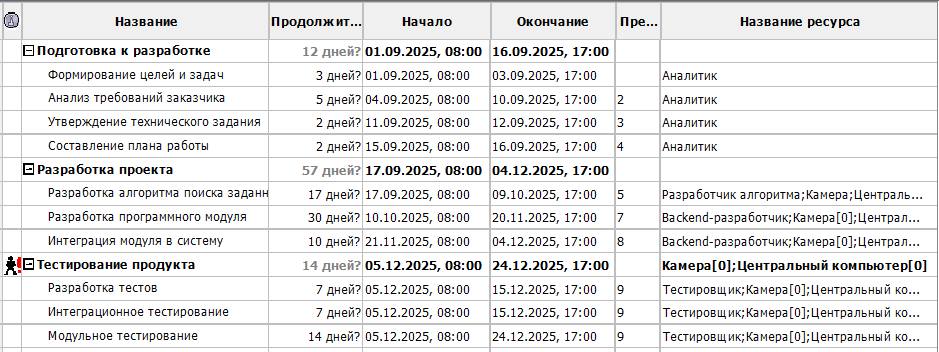 Название Продолжит... Начало Окончание Пре... Название ресурса
Подготовка к разработке 12 дней? 01.09.2025, 08:00 16.09.2025, 17:00
Формирование целей и задач 3 дней? 01.09.2025, 08:00 03.09.2025, 17:00 Аналитик
Анализ требований заказчика 5 дней? 04.09.2025, 08:00 10.09.2025, 17:00 2 Аналитик
Утверждение технического задания 2 дней? 11.09.2025, 08:00 12.09.2025, 17:00 3 Аналитик
Составление плана работы 2 дней? 15.09.2025, 08:00 16.09.2025, 17:00 4 Аналитик
Разработка проекта 57 дней? 17.09.2025, 08:00 04.12.2025, 17:00
Разработка алгоритма поиска заданн 17 дней? 17.09.2025, 08:00 09.10.2025, 17:00 5 Разработчик алгоритма;Камера;Централь...
Разработка программного модуля 30 дней? 10.10.2025, 08:00 20.11.2025, 17:00 7 Backend-разработчик;Камера[0];Централ...
Интеграция модуля в систему 10 дней? 21.11.2025, 08:00 04.12.2025, 17:00 8 Backend-разработчик;Камера[0];Централ...
Тестирование продукта 14 дней? 05.12.2025, 08:00 24.12.2025, 17:00 Камера[0];Центральный компьютер[0]
Разработка тестов 7 дней? 05.12.2025, 08:00 15.12.2025, 17:00 9 Тестировщик;Камера[0];Центральный ко...
Интеграционное тестирование 7 дней? 05.12.2025, 08:00 15.12.2025, 17:00 9 Тестировщик;Камера[0];Центральный ко...
Модульное тестирование 14 дней? 05.12.2025, 08:00 24.12.2025, 17:00 9 Тестировщик;Камера[0];Центральный ко...